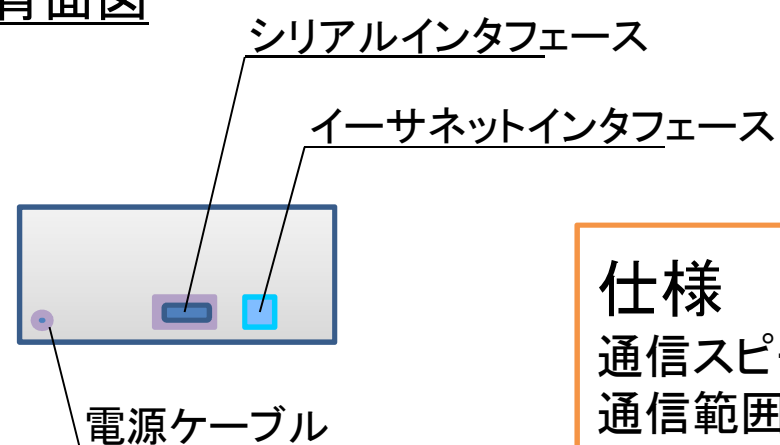 背面図
シリアルインタフェース
イーサネットインタフェース
電源ケーブル
仕様
通信スピー
通信範囲